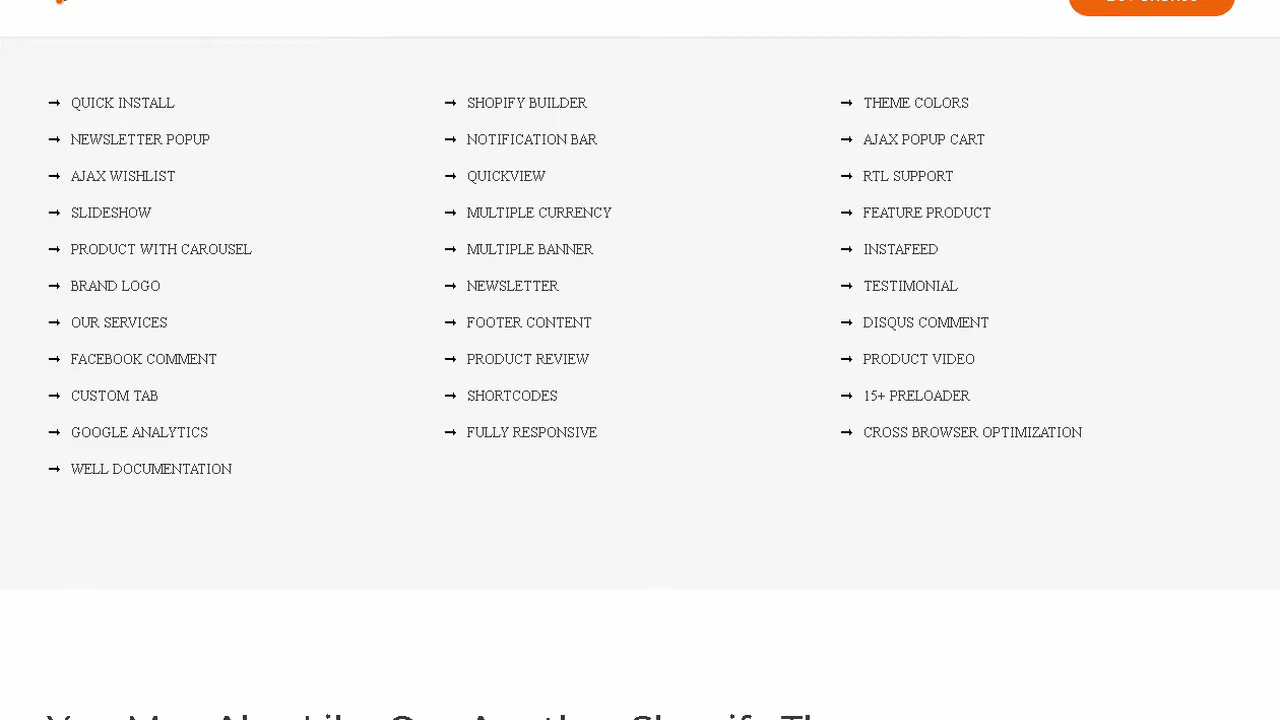 QUICK INSTALL
SHOPIFY BUILDER
THEME COLORS
NEWSLETTER POPUP
NOTIFICATION BAR
AJAX POPUP CART
AJAX WISHLIST
QUICKVIEW
RTL SUPPORT
SLIDESHOW
MULTIPLE CURRENCY
FEATURE PRODUCT
PRODUCT WITH CAROUSEL
MULTIPLE BANNER
INSTAFEED
BRAND LOGO
NEWSLETTER
TESTIMONIAL
OUR SERVICES
FOOTER CONTENT
DISQUS COMMENT
FACEBOOK COMMENT
PRODUCT REVIEW
PRODUCT VIDEO
CUSTOM TAB
SHORTCODES
15+ PRELOADER
GOOGLE ANALYTICS
FULLY RESPONSIVE
CROSS BROWSER OPTIMIZATION
WELL DOCUMENTATION